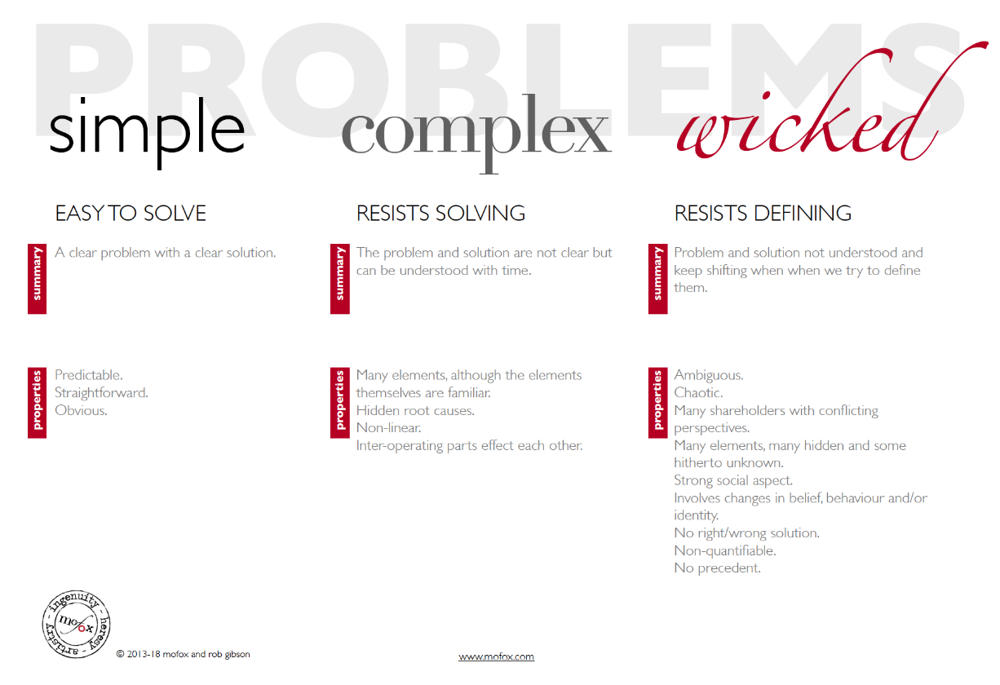 PROBLEMS
simple
EASY TO SOLVE
summary
A clear problem with a clear solution.
properties
Predictable.
Straightforward.
Obvious.
complex
RESISTS SOLVING
summary
The problem and solution are not clear but
can be understood with time.
properties
Many elements, although the elements
themselves are familiar.
Hidden root causes.
Non-linear.
Inter-operating parts effect each other.
wicked
RESISTS DEFINING
summary
Problem and solution not understood and
keep shifting when when we try to define
them.
properties
Ambiguous.
Chaotic.
Many shareholders with conflicting
perspectives.
Many elements, many hidden and some
hitherto unknown.
Strong social aspect.
Involves changes in belief, behaviour and/or
identity.
No right/wrong solution.
Non-quantifiable.
No precedent.
- ingenuity - heresy - artistry
mofox
© 2013-18 mofox and rob gibson
www.mofox.com